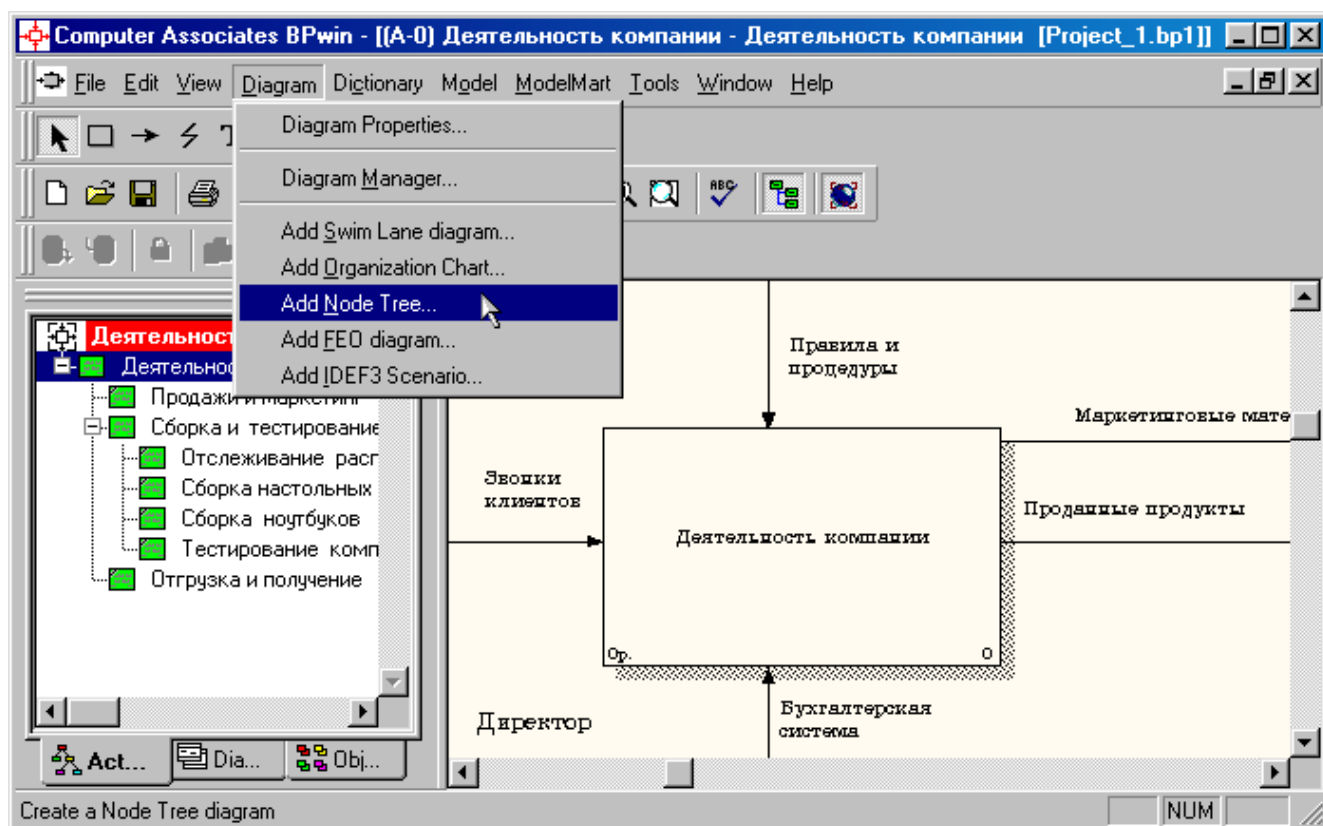 Computer Associates BPwin - [(A-0) Деятельность компании - Деятельность компании [Project_1.bp1]]
File Edit View Diagram Dictionary Model ModelMart Tools Window Help
Diagram Properties...
Diagram Manager...
Add Swim Lane diagram...
Add Organization Chart...
Add Node Tree...
Add FEO diagram...
Add IDEF3 Scenario...
ABC
Деятельност
Деятельнос
Продажи и маркетинг
Сборка и тестирование
Отслеживание расп
Сборка настольных
Сборка ноутбуков
Тестирование комп
Отгрузка и получение
Act...
Dia...
Obj...
Правила и
процедуры
Маркетинговые мате
Звонки
клиентов
Деятельность компании
Проданные продукты
0р.
0
Директор
Бухгалтерская
система
Create a Node Tree diagram
NUM